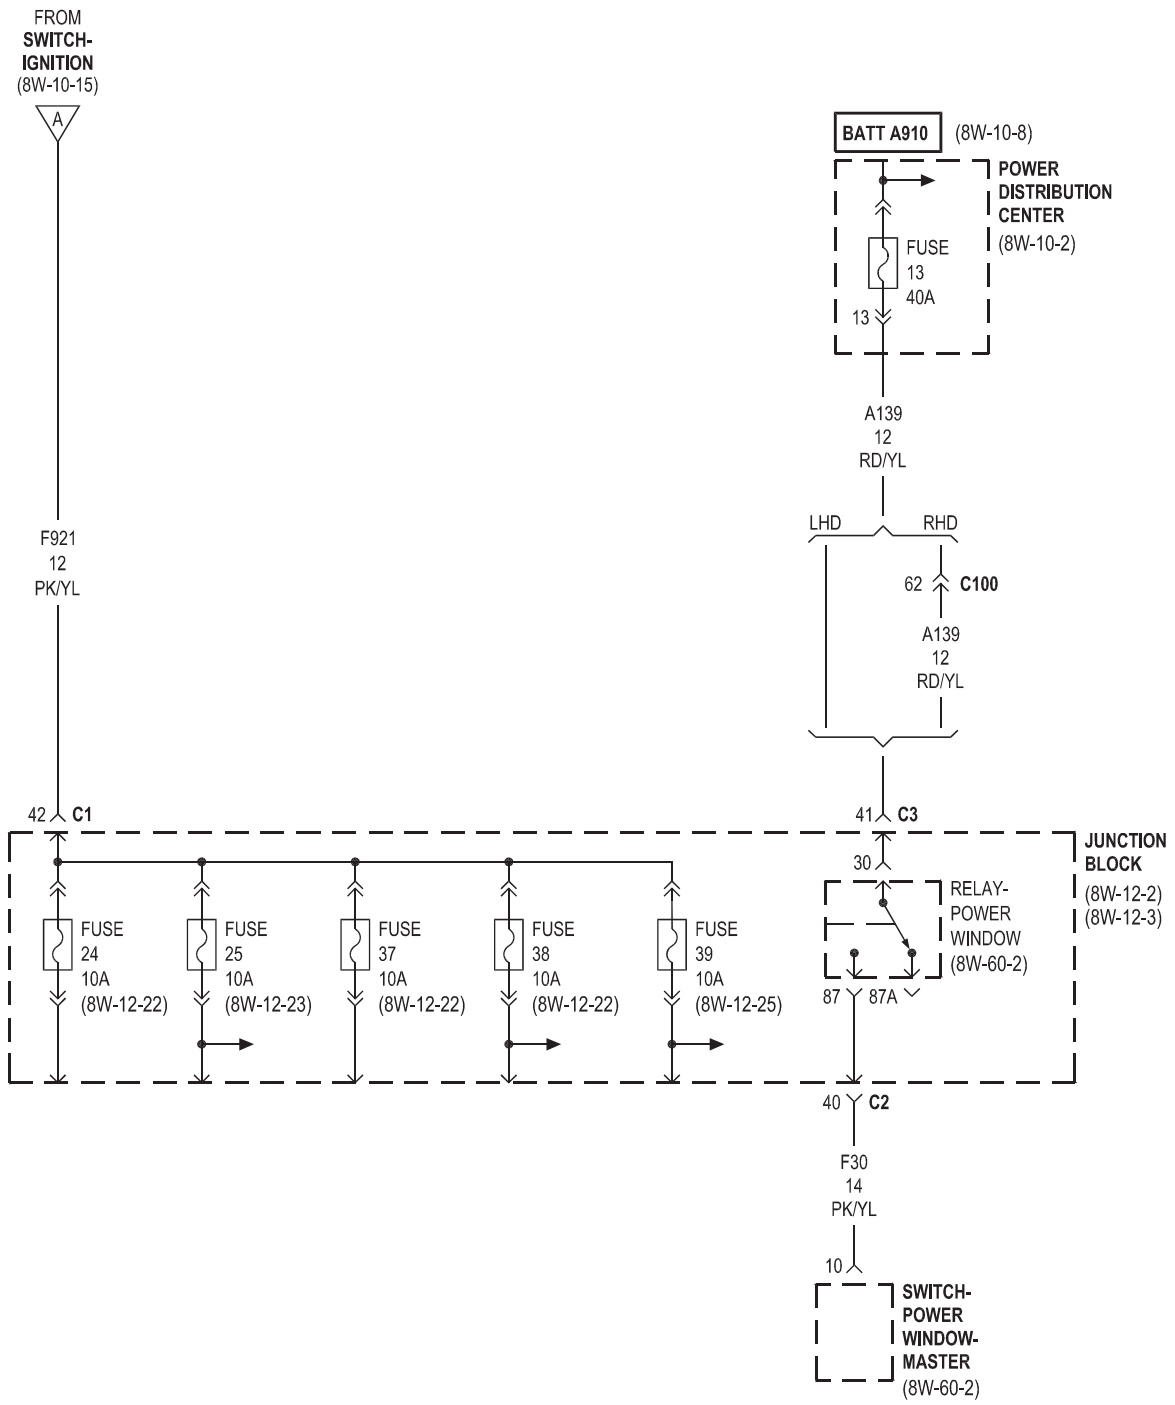 FROM
SWITCH-
IGNITION
(8W-10-15)
A
BATT A910
(8W-10-8)
POWER
DISTRIBUTION
CENTER
(8W-10-2)
FUSE
13
40A
13
A139
12
RD/YL
LHD
RHD
62
C100
A139
12
RD/YL
F921
12
PK/YL
42
C1
41
C3
JUNCTION
BLOCK
(8W-12-2)
(8W-12-3)
30
RELAY-
POWER
WINDOW
(8W-60-2)
87
87A
FUSE
24
10A
(8W-12-22)
FUSE
25
10A
(8W-12-23)
FUSE
37
10A
(8W-12-22)
FUSE
38
10A
(8W-12-22)
FUSE
39
10A
(8W-12-25)
40
C2
F30
14
PK/YL
10
SWITCH-
POWER
WINDOW-
MASTER
(8W-60-2)